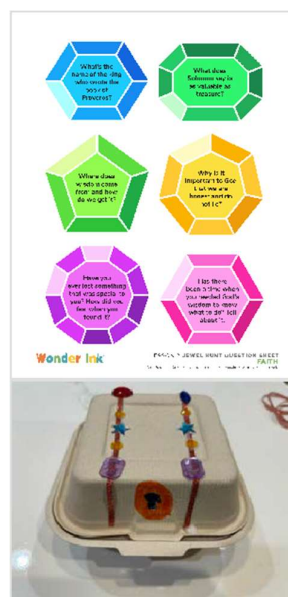 What's the
name of the king
who wrote the
book of
Proverbs?
What does
Solomon say is
as valuable as
treasure?
Where does
wisdom come
from and how
do we get it?
Why is it
important to God
that we are
honest and do
not lie?
Have you
ever lost something
that was special to
you? How did you
feel when you
found it?
Has there
been a time when
you needed God's
wisdom to know
what to do? Tell
about it.
Wonder Ink
JEWEL HUNT QUESTION SHEET
FAITH